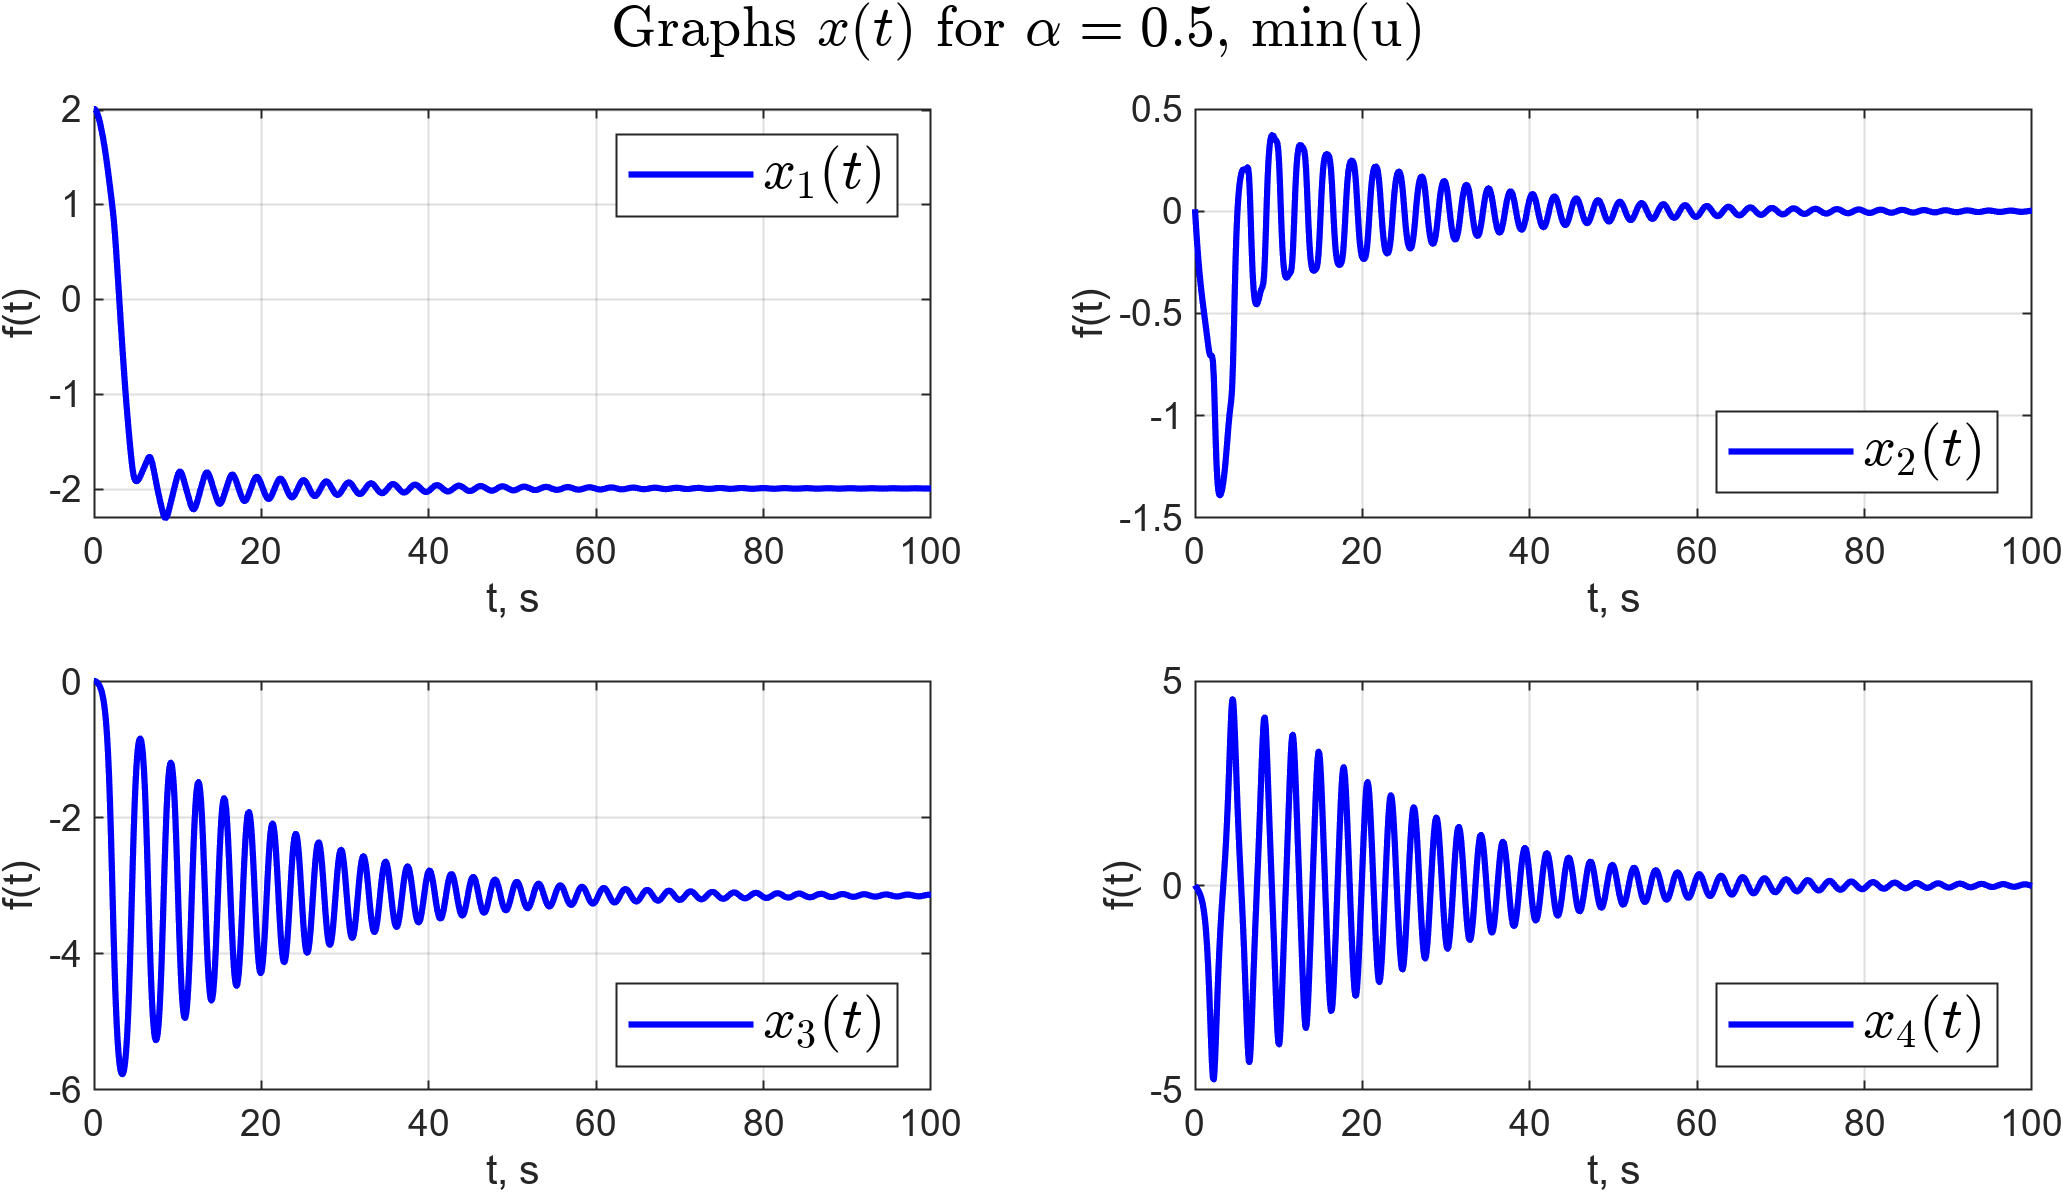 Graphs x(t) for α = 0.5, min(u)
2
1
0
-1
-2
f(t)
x₁(t)
0 20 40 60 80 100
t, s
0.5
0
-0.5
-1
-1.5
f(t)
x₂(t)
0 20 40 60 80 100
t, s
0
-2
-4
-6
f(t)
x₃(t)
0 20 40 60 80 100
t, s
5
0
-5
f(t)
x₄(t)
0 20 40 60 80 100
t, s